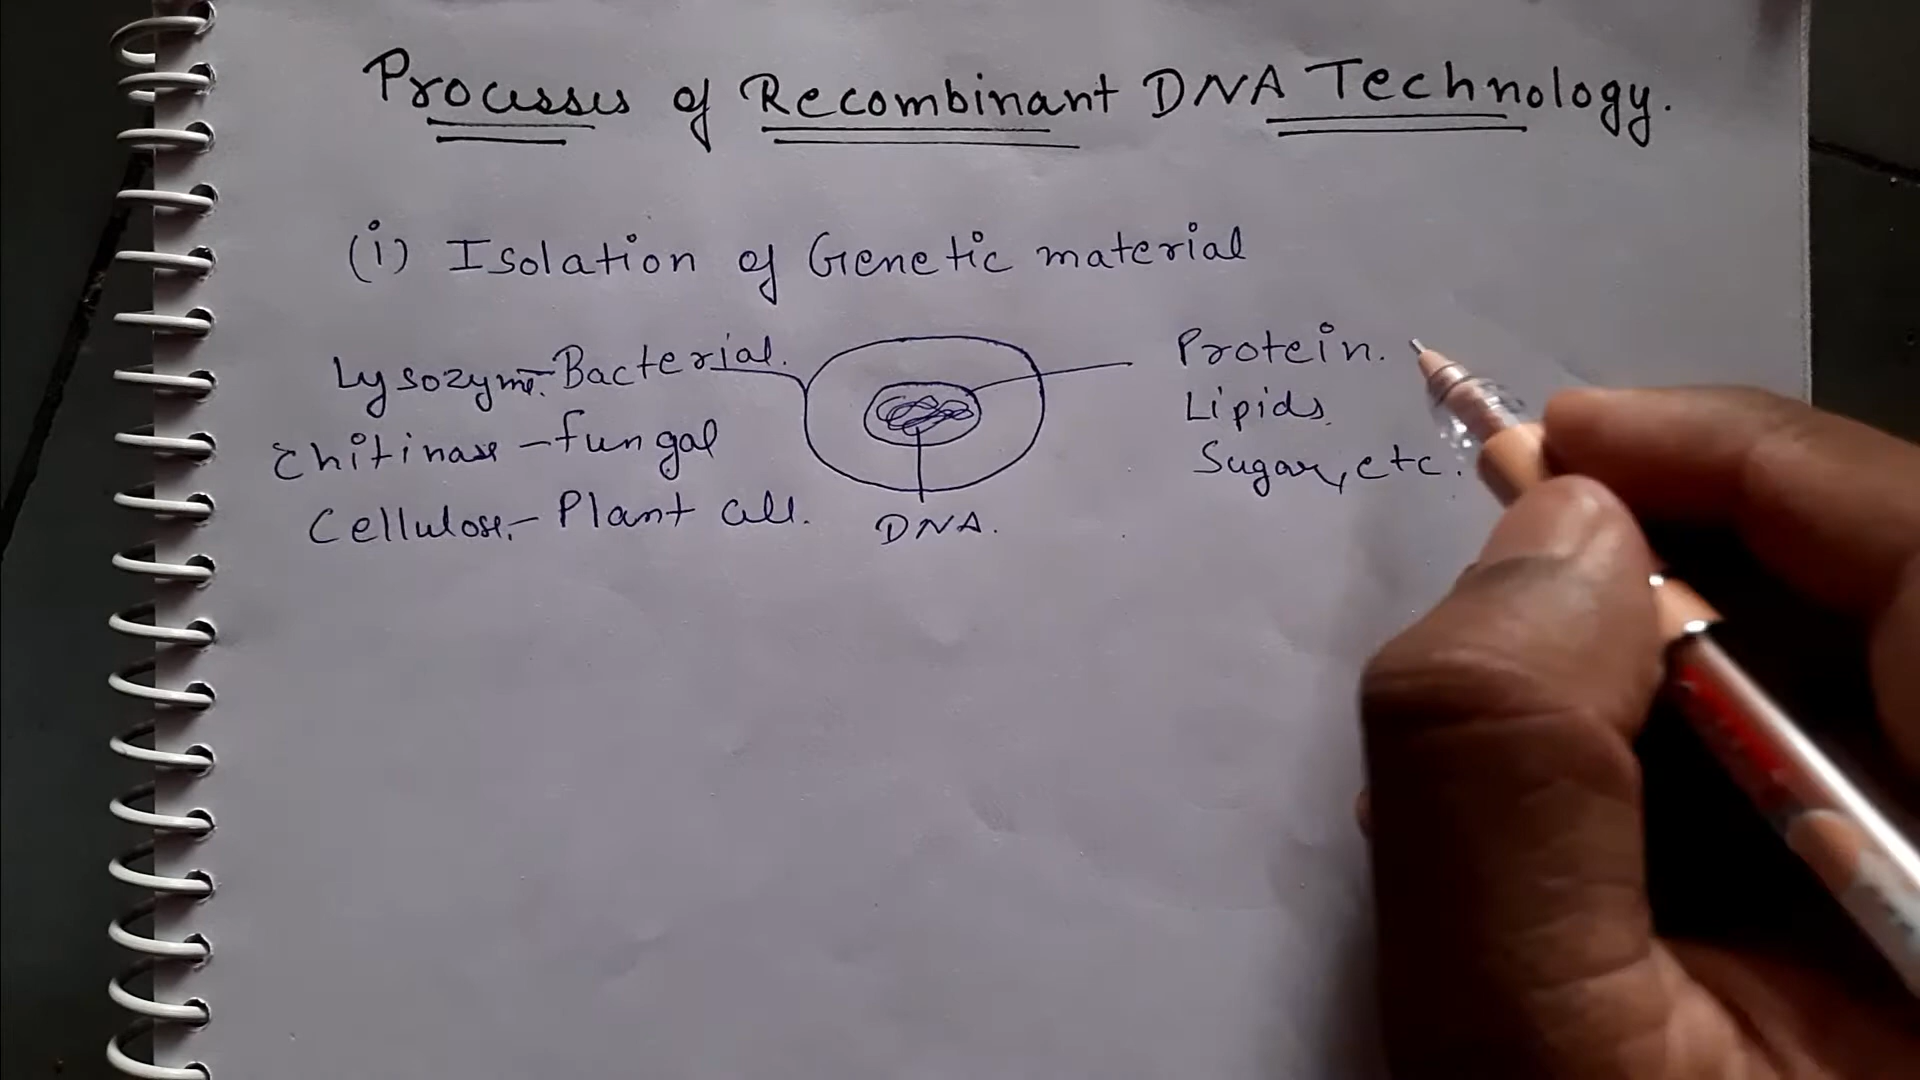 Processes of Recombinant DNA Technology.
(i) Isolation of Genetic material
Lysozyme - Bacterial.
Chitinase - fungal
Cellulose. - Plant cell.
DNA.
Protein.
Lipids.
Sugar, etc.